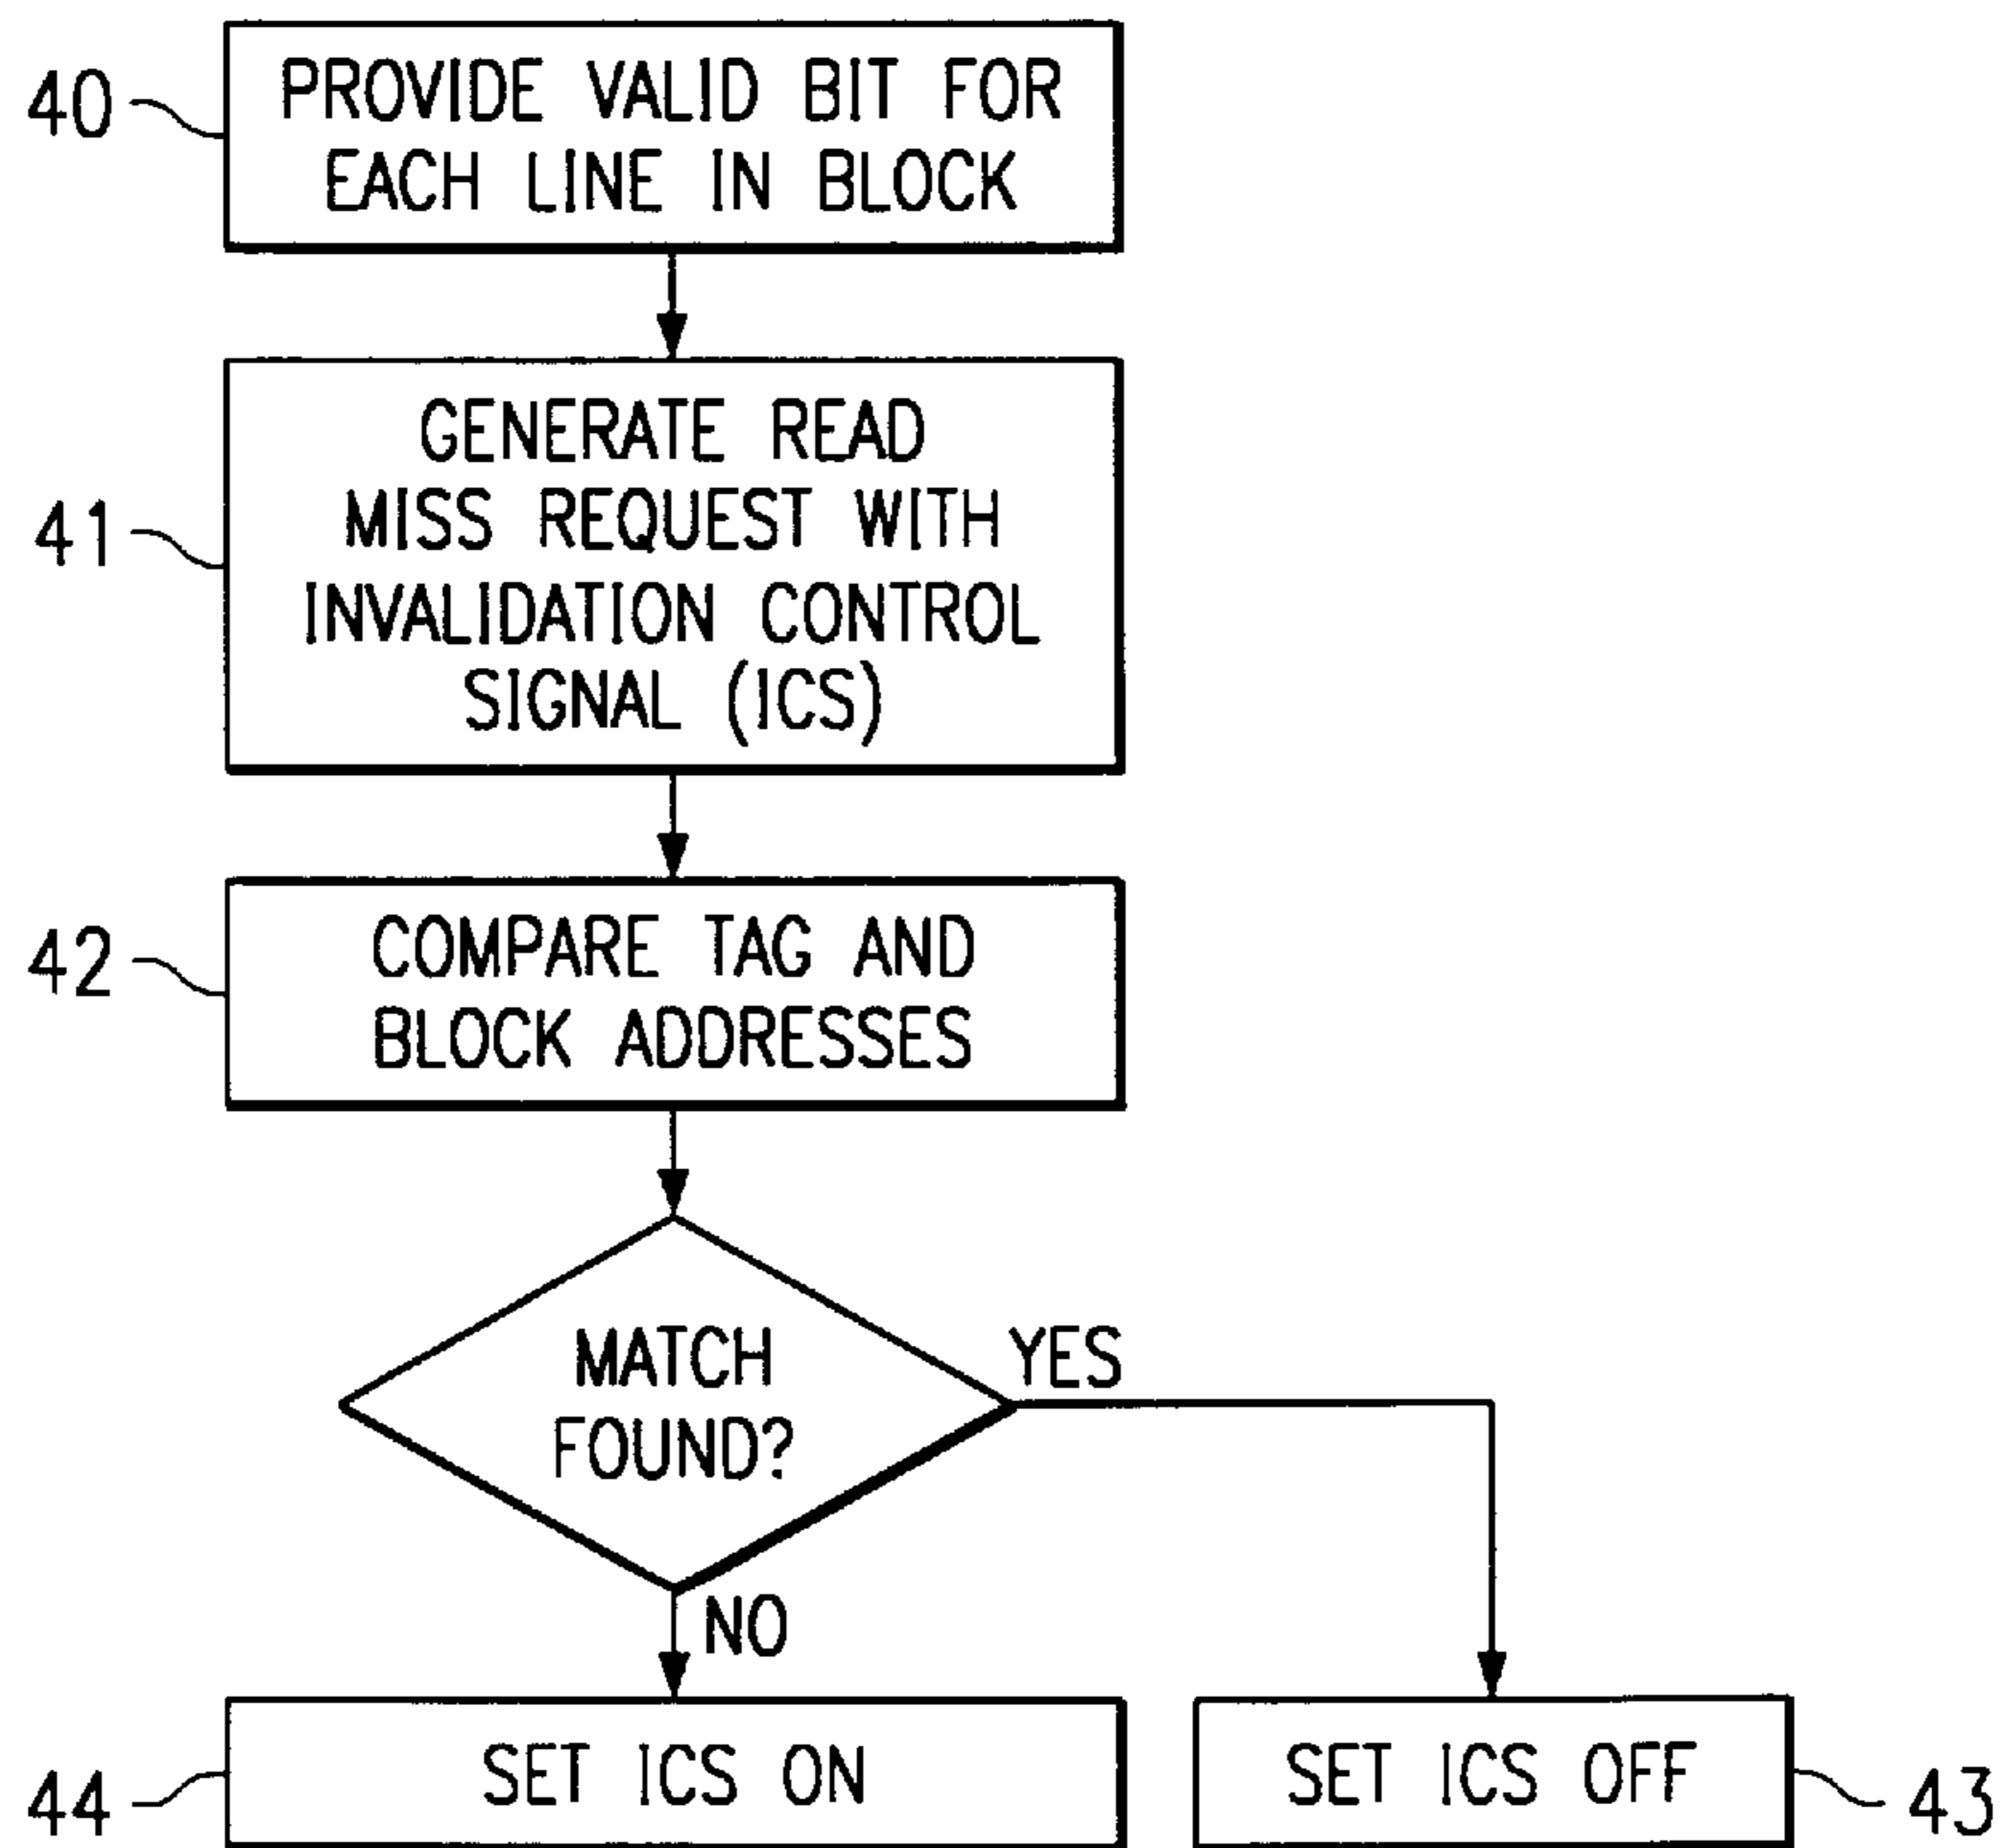 40
PROVIDE VALID BIT FOR
EACH LINE IN BLOCK
41
GENERATE READ
MISS REQUEST WITH
INVALIDATION CONTROL
SIGNAL (ICS)
42
COMPARE TAG AND
BLOCK ADDRESSES
MATCH
FOUND?
YES
NO
44
SET ICS ON
SET ICS OFF
43